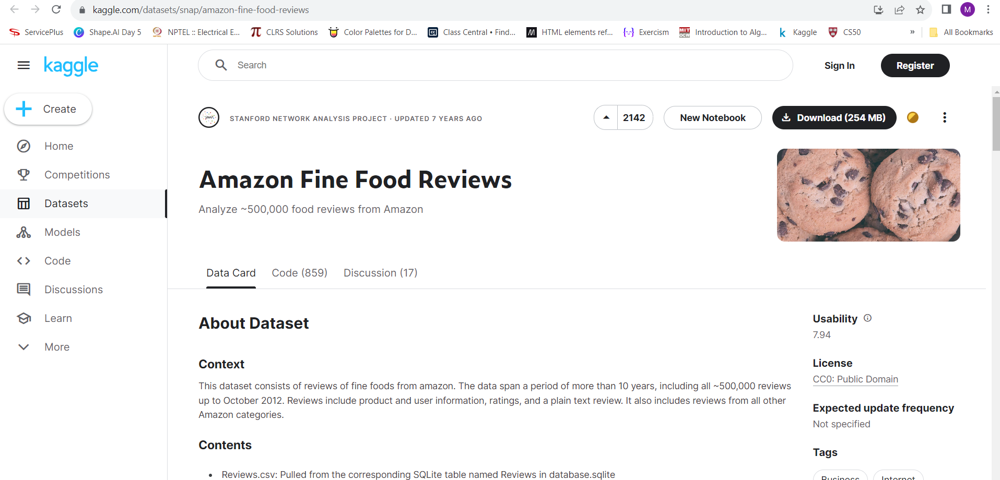 kaggle.com/datasets/snap/amazon-fine-food-reviews
M
ServicePlus
Shape.AI Day 5
NPTEL :: Electrical E...
CLRS Solutions
Color Palettes for D...
Class Central • Find...
HTML elements ref...
Exercism
Introduction to Alg...
Kaggle
CS50
»
All Bookmarks
kaggle
Search
Sign In
Register
Create
Home
Competitions
Datasets
Models
Code
Discussions
Learn
More
SNAP
STANFORD NETWORK ANALYSIS PROJECT · UPDATED 7 YEARS AGO
2142
New Notebook
Download (254 MB)
Amazon Fine Food Reviews
Analyze ~500,000 food reviews from Amazon
Data Card
Code (859)
Discussion (17)
About Dataset
Context
This dataset consists of reviews of fine foods from amazon. The data span a period of more than 10 years, including all ~500,000 reviews
up to October 2012. Reviews include product and user information, ratings, and a plain text review. It also includes reviews from all other
Amazon categories.
Contents
• Reviews.csv: Pulled from the corresponding SQLite table named Reviews in database.sqlite
Usability
7.94
License
CC0: Public Domain
Expected update frequency
Not specified
Tags
Business
Internet